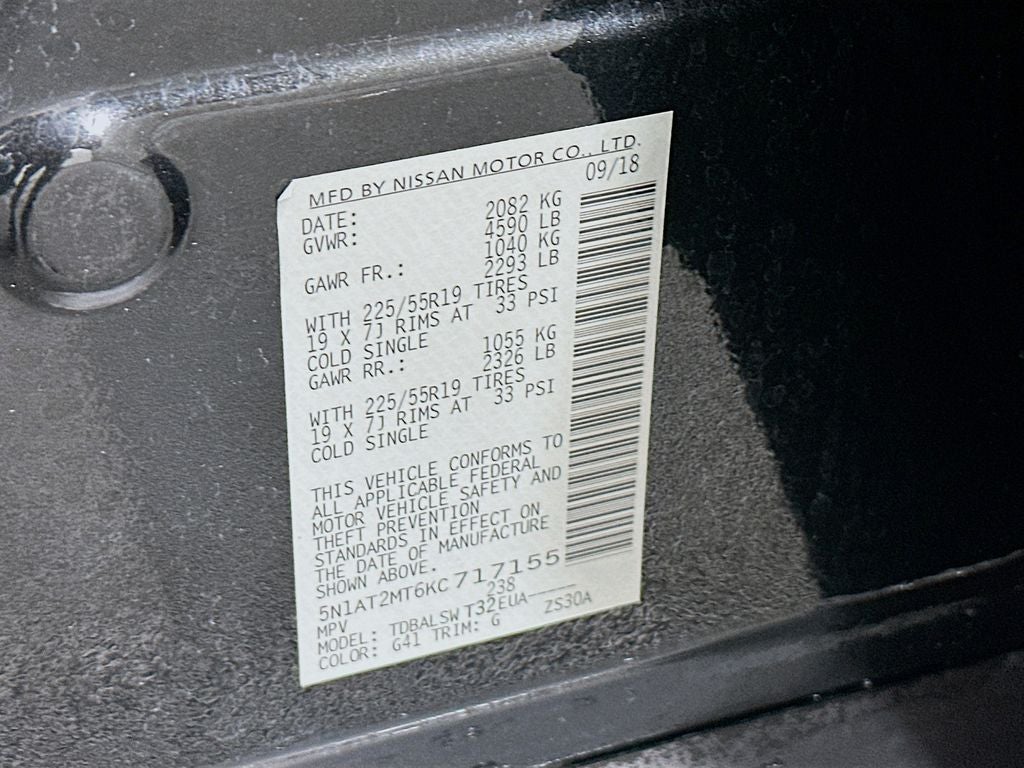 MFD BY NISSAN MOTOR CO., LTD.
DATE: 09/18
GVWR: 2082 KG
4590 LB
GAWR FR.: 1040 KG
2293 LB
WITH 225/55R19 TIRES
19 X 7J RIMS AT 33 PSI
COLD SINGLE
GAWR RR.: 1055 KG
2326 LB
WITH 225/55R19 TIRES
19 X 7J RIMS AT 33 PSI
COLD SINGLE
THIS VEHICLE CONFORMS TO
ALL APPLICABLE FEDERAL
MOTOR VEHICLE SAFETY AND
THEFT PREVENTION
STANDARDS IN EFFECT ON
THE DATE OF MANUFACTURE
SHOWN ABOVE.
5N1AT2MT6KC717155
MPV 238
MODEL: TDBALSWT32EUA
COLOR: G41 TRIM: G ZS30A